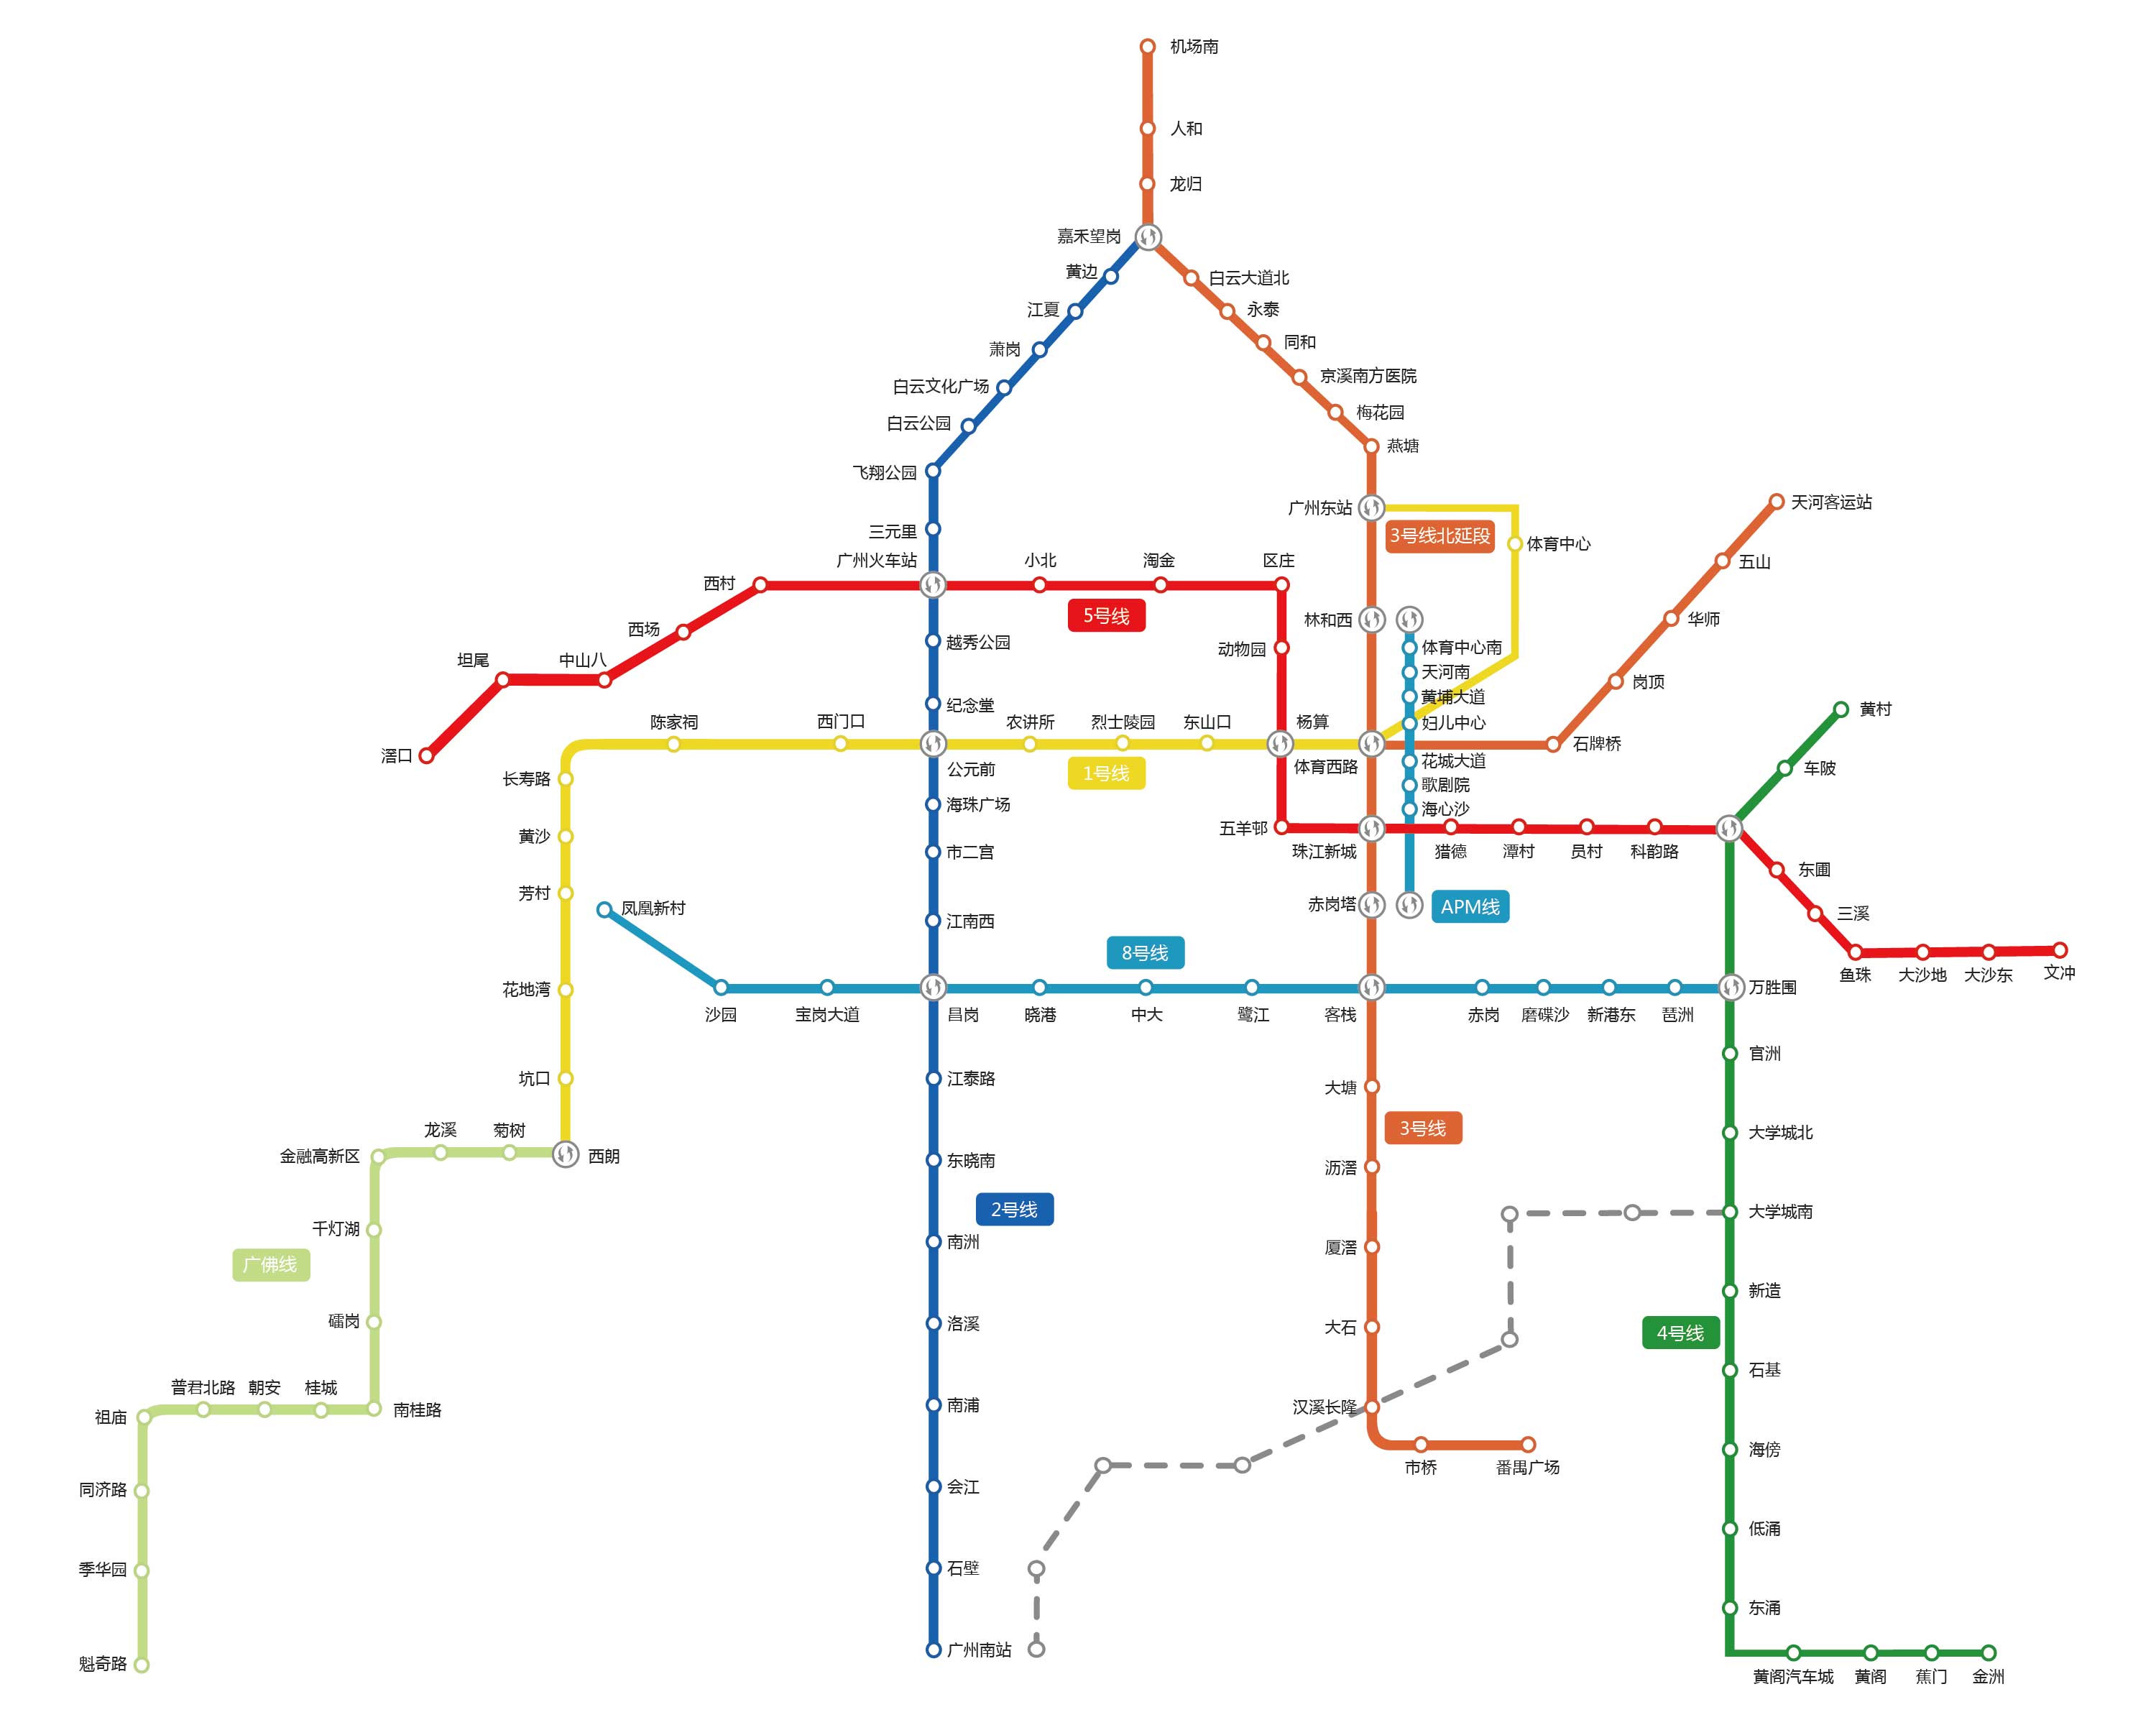 机场南
人和
龙归
嘉禾望岗
黄边
白云大道北
江夏
永泰
萧岗
同和
京溪南方医院
白云文化广场
梅花园
白云公园
燕塘
飞翔公园
天河客运站
广州东站
三元里
3号线北延段
体育中心
广州火车站
小北
淘金
区庄
五山
西村
5号线
林和西
华师
西场
越秀公园
动物园
体育中心南
坦尾
中山八
天河南
岗顶
黄埔大道
纪念堂
黄村
陈家祠
西门口
农讲所
烈士陵园
东山口
杨箕
妇儿中心
石牌桥
滘口
公元前
1号线
体育西路
花城大道
车陂
长寿路
歌剧院
海珠广场
海心沙
黄沙
五羊邨
市二宫
珠江新城
猎德
潭村
员村
科韵路
东圃
芳村
凤凰新村
赤岗塔
APM线
三溪
江南西
8号线
鱼珠
大沙地
大沙东
文冲
花地湾
万胜围
沙园
宝岗大道
昌岗
晓港
中大
鹭江
客栈
赤岗
磨碟沙
新港东
琶洲
官洲
坑口
江泰路
大塘
龙溪
菊树
3号线
大学城北
金融高新区
西朗
东晓南
沥滘
2号线
大学城南
千灯湖
南洲
厦滘
广佛线
新造
礌岗
洛溪
大石
4号线
石基
普君北路
朝安
桂城
祖庙
南桂路
南浦
汉溪长隆
海傍
市桥
番禺广场
同济路
会江
低涌
季华园
石壁
东涌
魁奇路
广州南站
黄阁汽车城
黄阁
蕉门
金洲